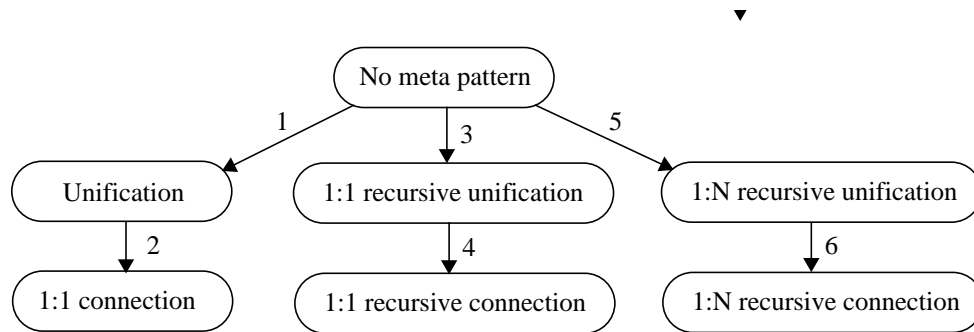 No meta pattern
1
3
5
Unification
1:1 recursive unification
1:N recursive unification
2
4
6
1:1 connection
1:1 recursive connection
1:N recursive connection